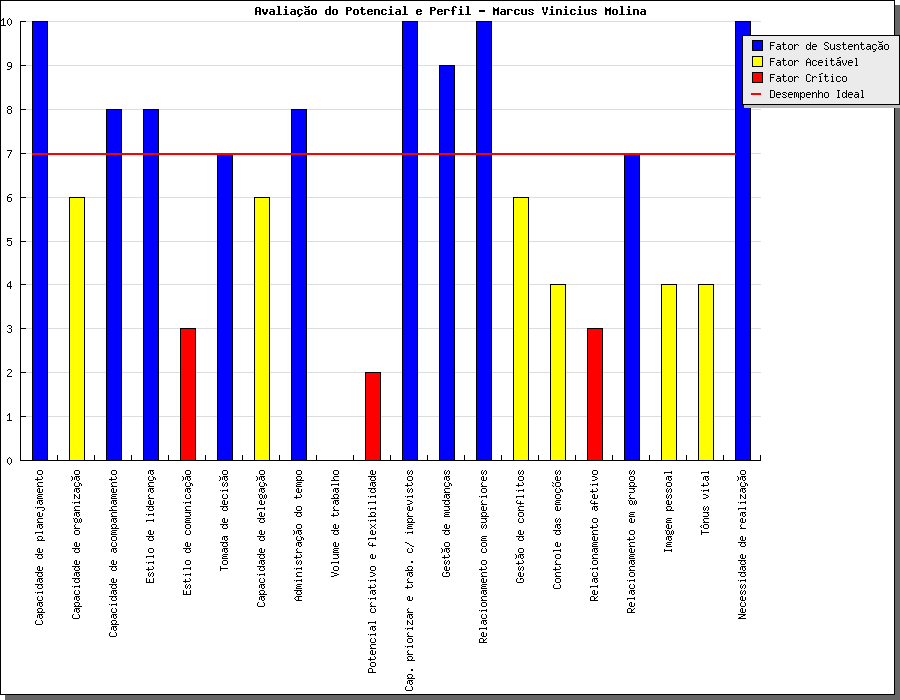 Avaliação do Potencial e Perfil - Marcus Vinicius Molina
Fator de Sustentação
Fator Aceitável
Fator Crítico
Desempenho Ideal
10
9
8
7
6
5
4
3
2
1
0
Capacidade de planejamento
Capacidade de organização
Capacidade de acompanhamento
Estilo de liderança
Estilo de comunicação
Tomada de decisão
Capacidade de delegação
Administração do tempo
Volume de trabalho
Potencial criativo e flexibilidade
Cap. priorizar e trab. c/ imprevistos
Gestão de mudanças
Relacionamento com superiores
Gestão de conflitos
Controle das emoções
Relacionamento afetivo
Relacionamento em grupos
Imagem pessoal
Tônus vital
Necessidade de realização